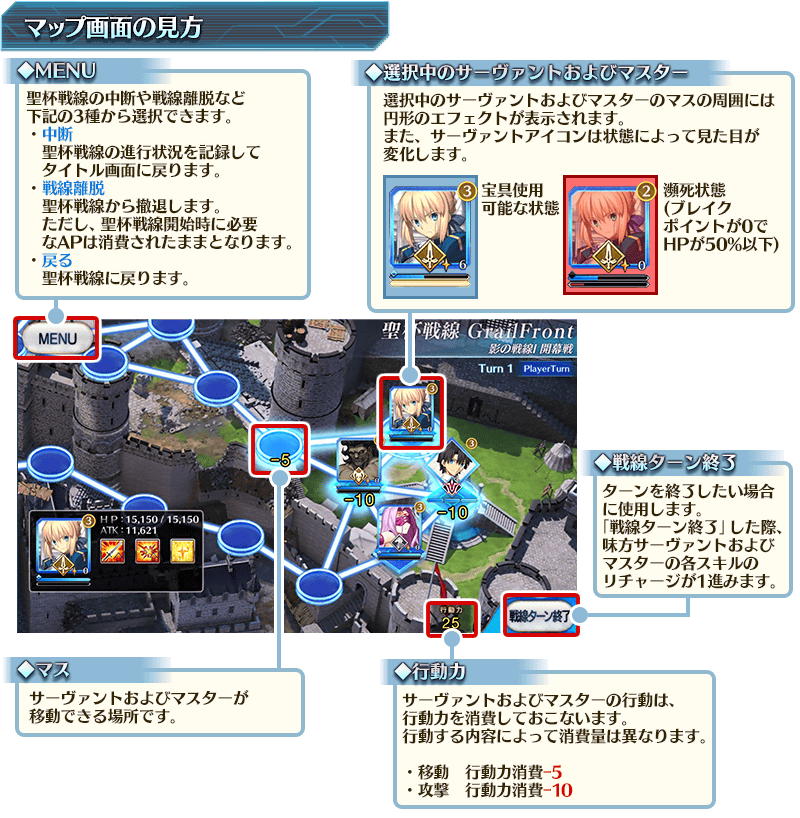 マップ画面の見方
◆MENU
聖杯戦線の中断や戦線離脱など
下記の3種から選択できます。
・中断
聖杯戦線の進行状況を記録して
タイトル画面に戻ります。
・戦線離脱
聖杯戦線から撤退します。
ただし、聖杯戦線開始時に必要
なAPは消費されたままとなります。
・戻る
聖杯戦線に戻ります。
◆選択中のサーヴァントおよびマスター
選択中のサーヴァントおよびマスターのマスの周囲には
円形のエフェクトが表示されます。
また、サーヴァントアイコンは状態によって見た目が
変化します。
3
6
宝具使用
可能な状態
2
0
瀕死状態
(ブレイク
ポイントが0で
HPが50%以下)
MENU
聖杯戦線 GrailFront
影の戦線I 開幕戦
Turn 1 PlayerTurn
3
0
-5
-10
3
-10
3
0
3
0
HP:15,150 / 15,150
ATK:11,621
行動力
25
戦線ターン終了
◆戦線ターン終了
ターンを終了したい場合
に使用します。
「戦線ターン終了」した際、
味方サーヴァントおよび
マスターの各スキルの
リチャージが1進みます。
◆マス
サーヴァントおよびマスターが
移動できる場所です。
◆行動力
サーヴァントおよびマスターの行動は、
行動力を消費しておこないます。
行動する内容によって消費量は異なります。
・移動 行動力消費-5
・攻撃 行動力消費-10